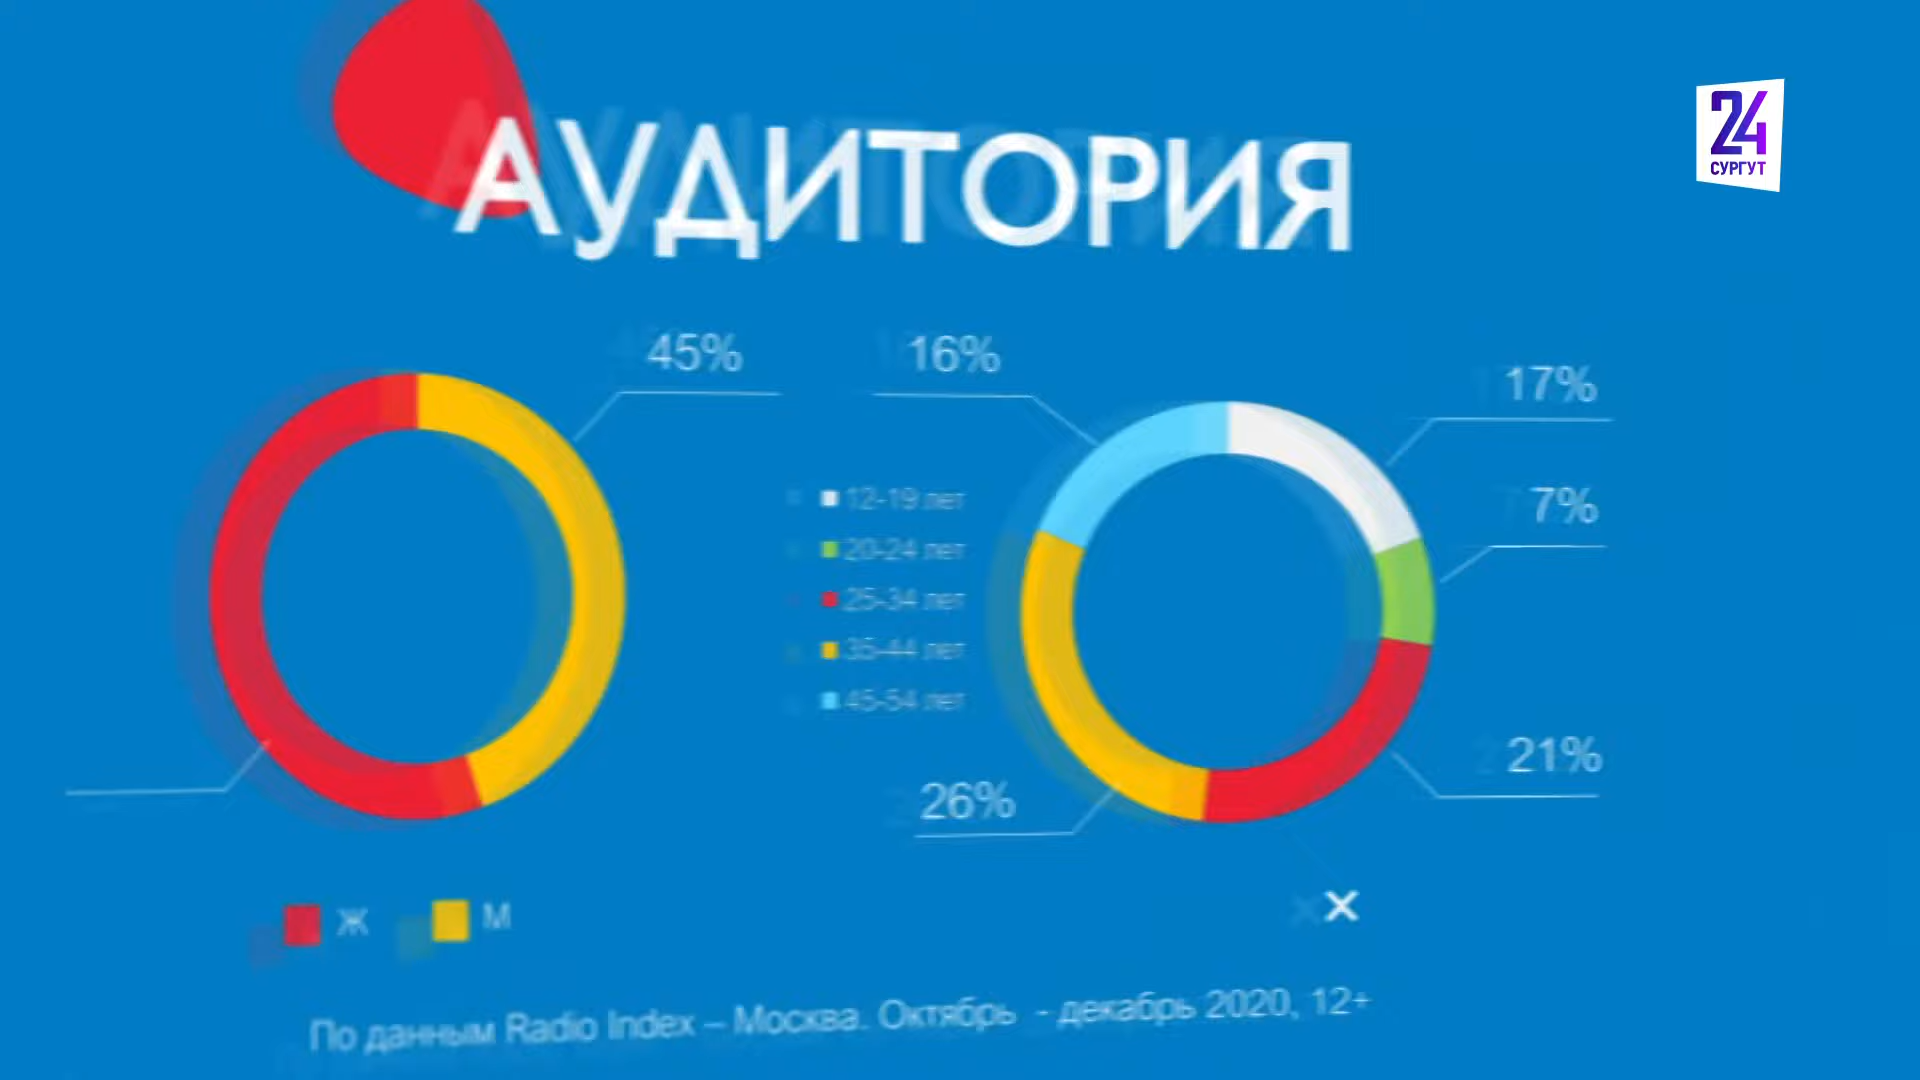 24
СУРГУТ
АУДИТОРИЯ
45%
16%
17%
7%
12-19 лет
20-24 лет
25-34 лет
35-44 лет
45-54 лет
21%
26%
Ж М
По данным Radio Index – Москва. Октябрь - декабрь 2020, 12+